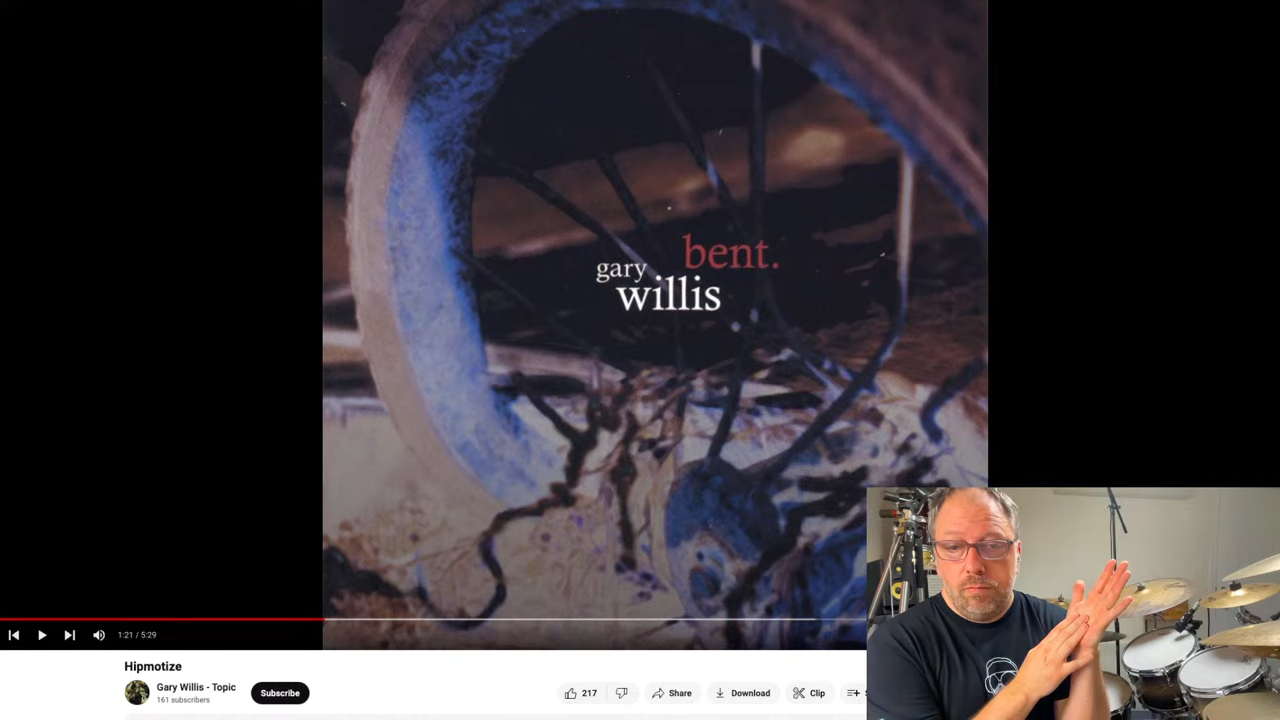 bent.
gary
willis
1:21 / 5:29
Hipmotize
Gary Willis - Topic
161 subscribers
Subscribe
217
Share
Download
Clip